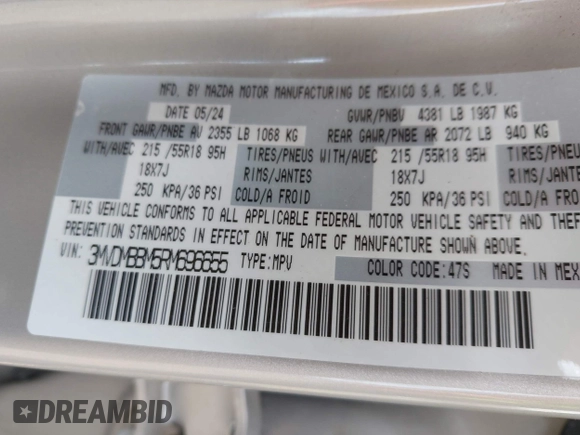 MFD. BY MAZDA MOTOR MANUFACTURING DE MEXICO S.A. DE C.V.
DATE 05/24 GVWR/PNBV 4381 LB 1987 KG
FRONT GAWR/PNBE AV 2355 LB 1068 KG REAR GAWR/PNBE AR 2072 LB 940 KG
WITH/AVEC 215 /55R18 95H TIRES/PNEUS WITH/AVEC 215 /55R18 95H TIRES/PNEUS
18X7J RIMS/JANTES 18X7J RIMS/JANTES
250 KPA/36 PSI COLD/A FROID 250 KPA/36 PSI COLD/A
THIS VEHICLE CONFORMS TO ALL APPLICABLE FEDERAL MOTOR VEHICLE SAFETY AND THEFT
PREVENTION STANDARDS IN EFFECT ON THE DATE OF MANUFACTURE SHOWN ABOVE.
VIN: 3MVDMBBM5RM696655 TYPE:MPV COLOR CODE:47S MADE IN MEX
DREAMBID